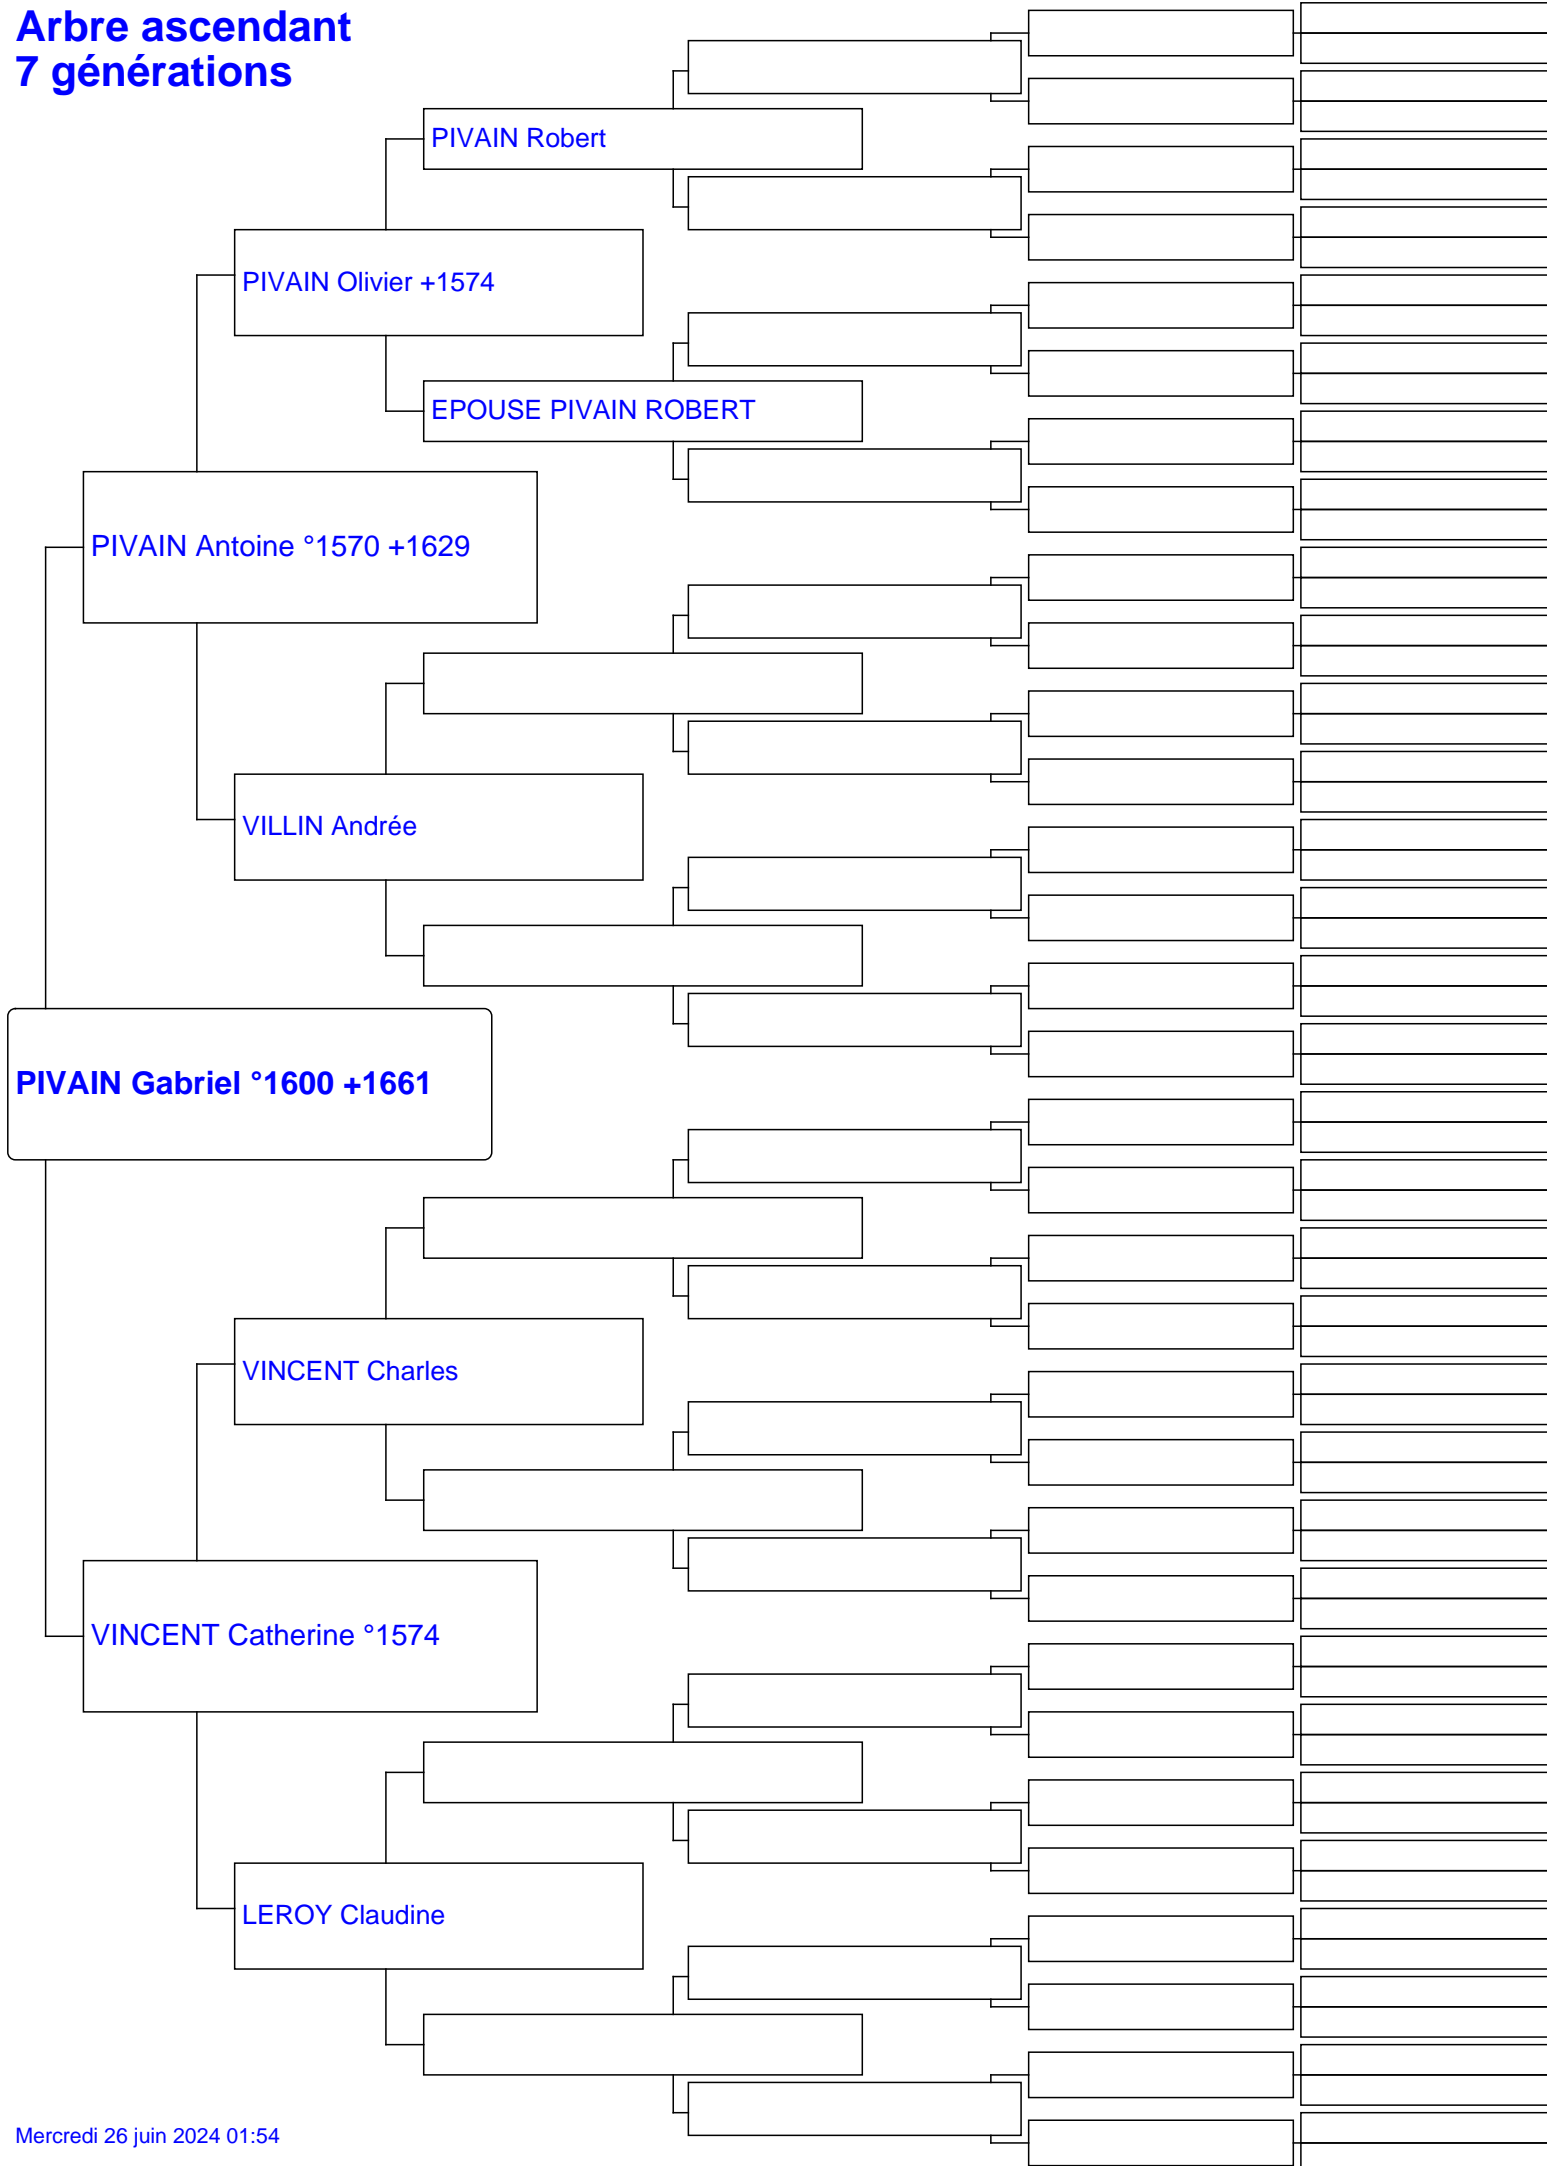 Arbre ascendant
7 générations
PIVAIN Robert
PIVAIN Olivier +1574
EPOUSE PIVAIN ROBERT
PIVAIN Antoine °1570 +1629
VILLIN Andrée
PIVAIN Gabriel °1600 +1661
VINCENT Charles
VINCENT Catherine °1574
LEROY Claudine
Mercredi 26 juin 2024 01:54